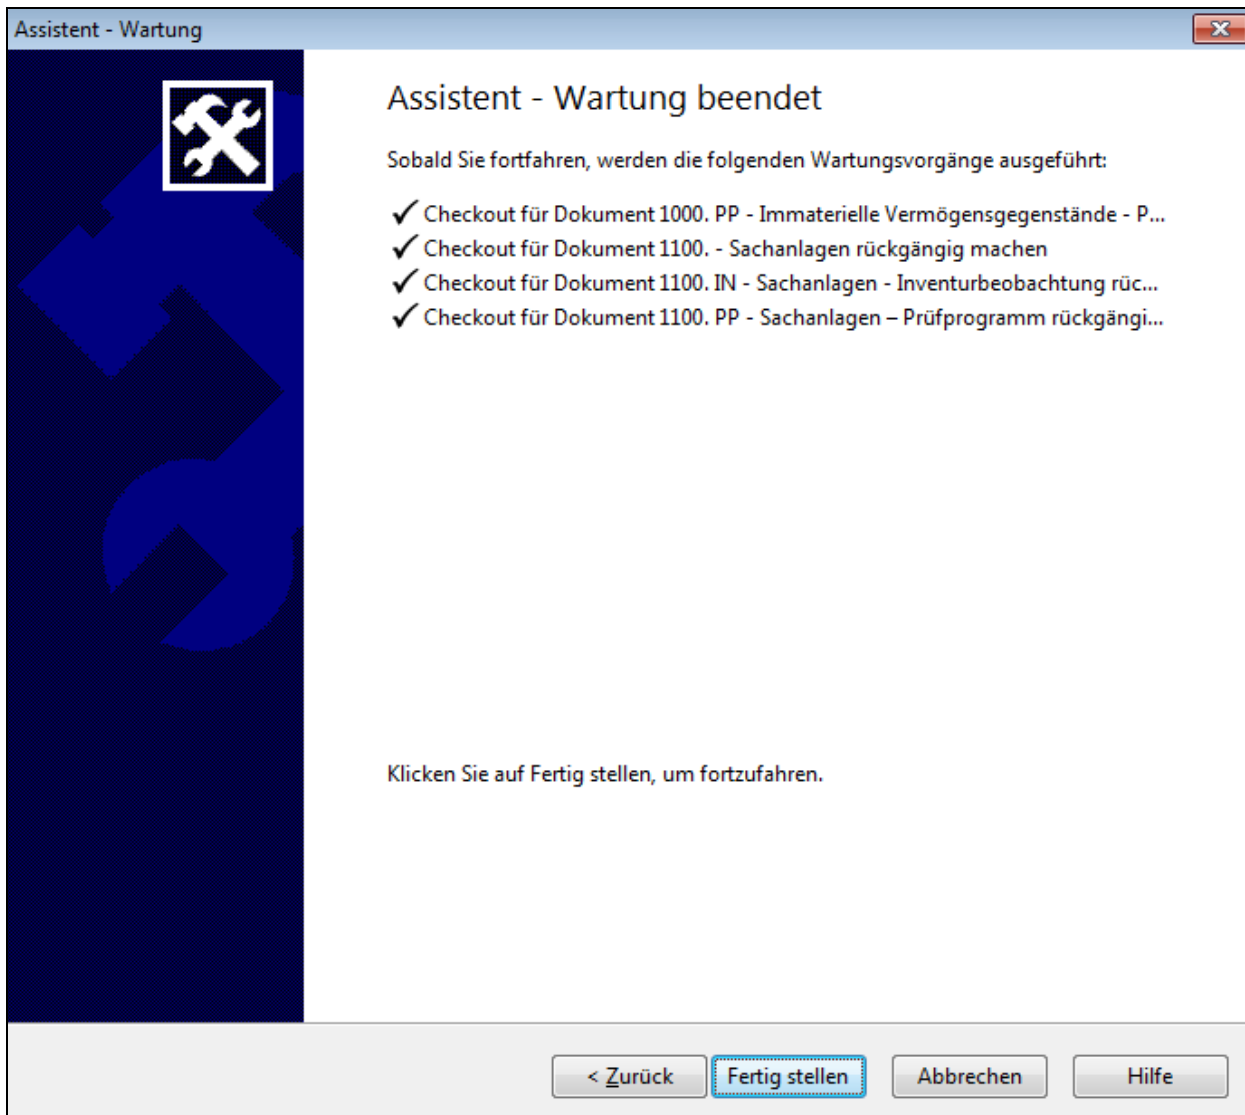 Assistent - Wartung
Assistent - Wartung beendet
Sobald Sie fortfahren, werden die folgenden Wartungsvorgänge ausgeführt:
Checkout für Dokument 1000. PP - Immaterielle Vermögensgegenstände - P...
Checkout für Dokument 1100. - Sachanlagen rückgängig machen
Checkout für Dokument 1100. IN - Sachanlagen - Inventurbeobachtung rüc...
Checkout für Dokument 1100. PP - Sachanlagen – Prüfprogramm rückgängi...
Klicken Sie auf Fertig stellen, um fortzufahren.
< Zurück Fertig stellen Abbrechen Hilfe